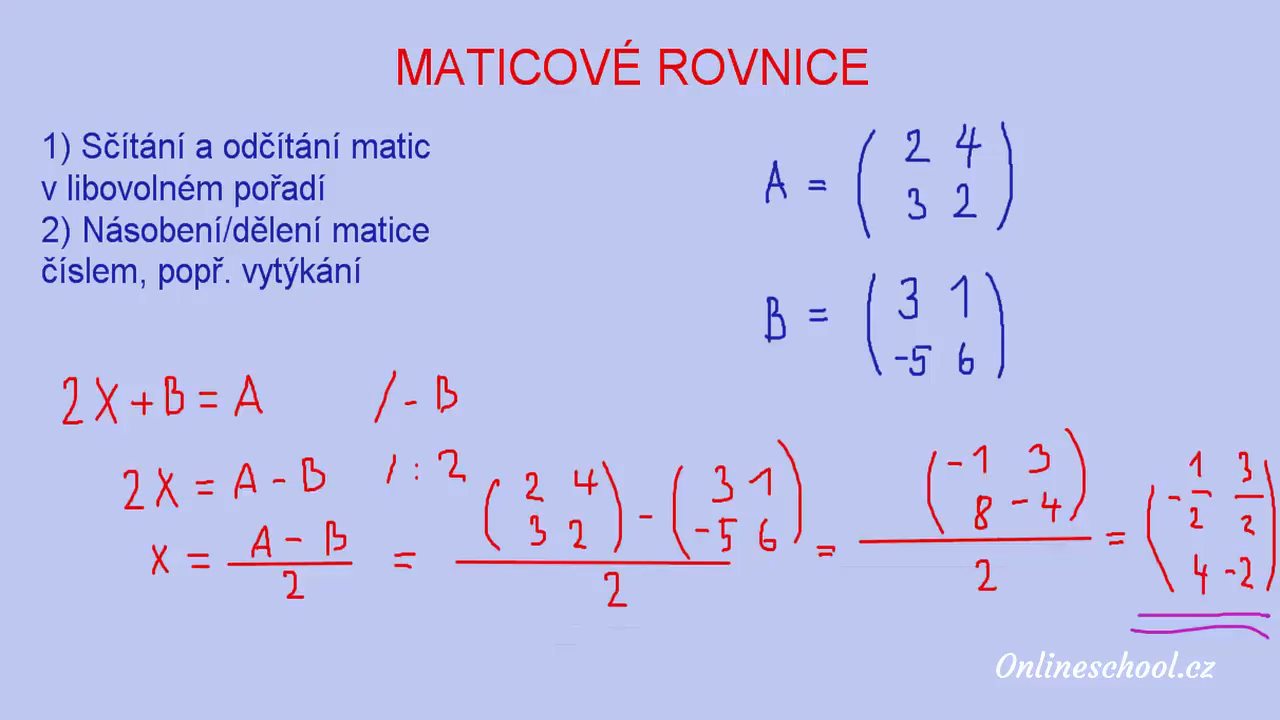 MATICOVÉ ROVNICE
1) Sčítání a odčítání matic
v libovolném pořadí
2) Násobení/dělení matice
číslem, popř. vytýkání
A = ( 2 4
3 2 )
B = ( 3 1
-5 6 )
2X + B = A / - B
2X = A - B / : 2
X = (A - B)/2 = (( 2 4
3 2 ) - ( 3 1
-5 6 ))/2 = ( -1 3
8 -4 )/2 = ( -1/2 3/2
4 -2 )
Onlineschool.cz